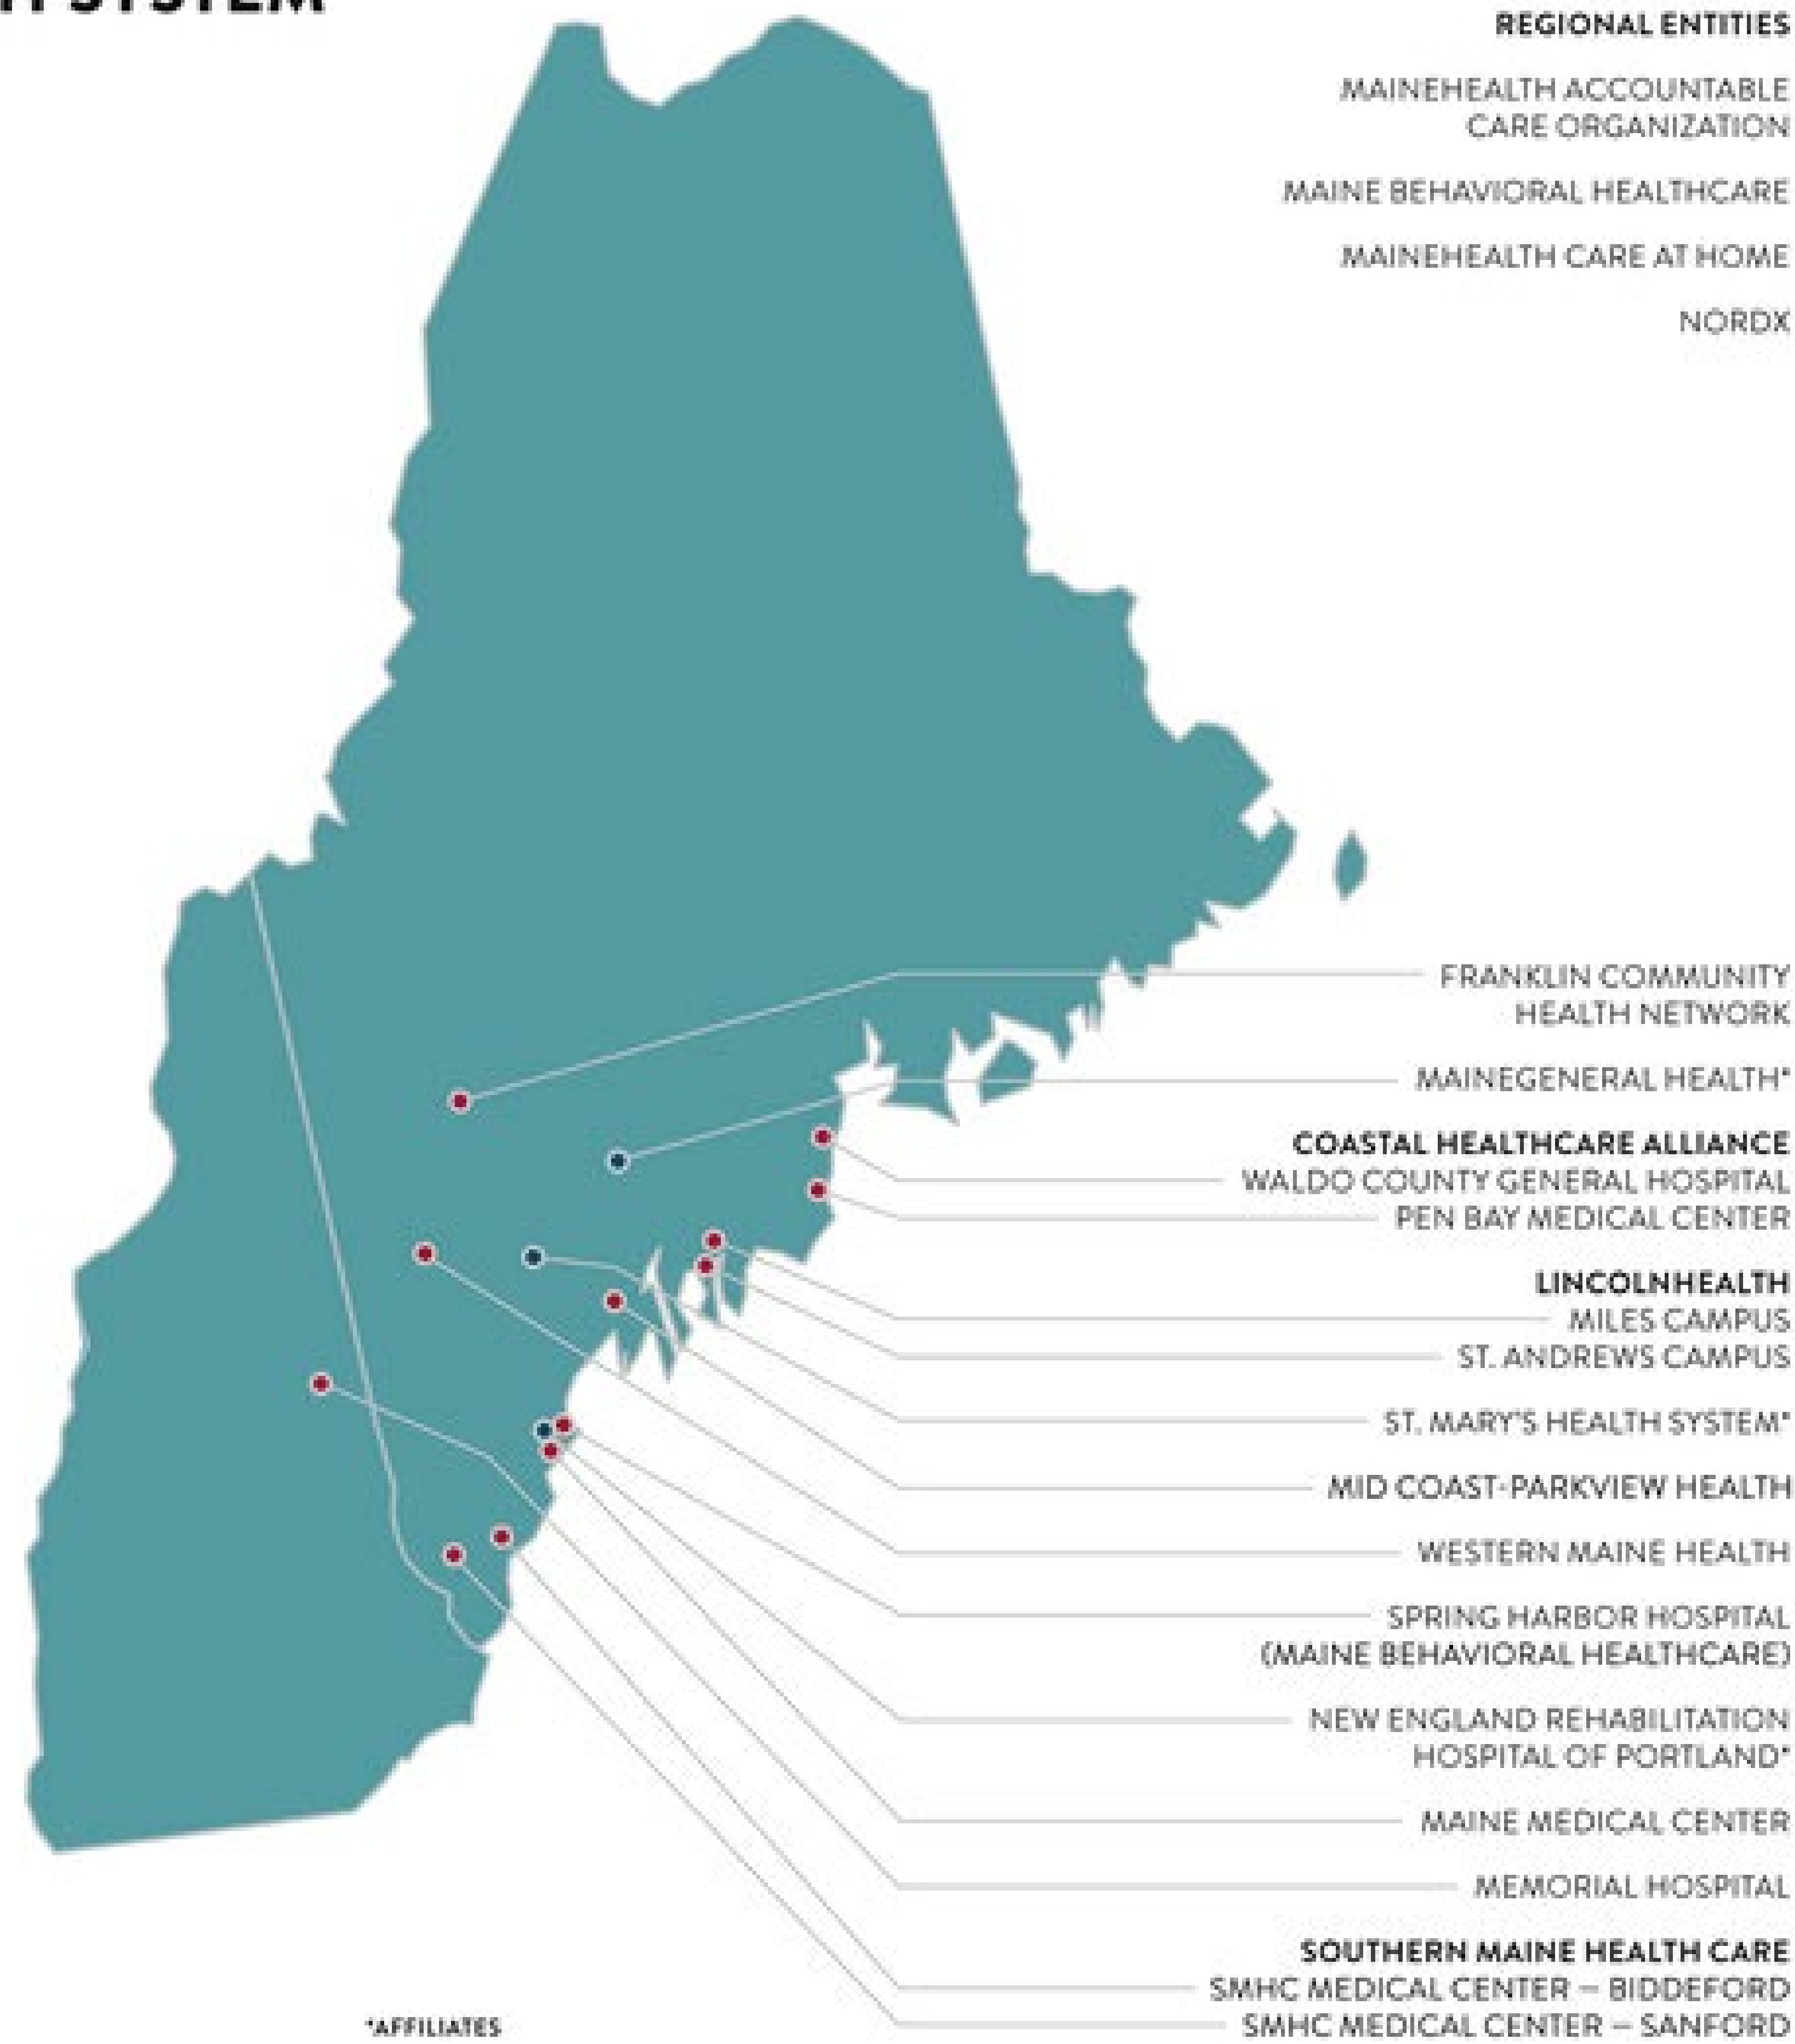 SYSTEM
REGIONAL ENTITIES
MAINEHEALTH ACCOUNTABLE
CARE ORGANIZATION
MAINE BEHAVIORAL HEALTHCARE
MAINEHEALTH CARE AT HOME
NORDX
FRANKLIN COMMUNITY
HEALTH NETWORK
MAINEGENERAL HEALTH*
COASTAL HEALTHCARE ALLIANCE
WALDO COUNTY GENERAL HOSPITAL
PEN BAY MEDICAL CENTER
LINCOLNHEALTH
MILES CAMPUS
ST. ANDREWS CAMPUS
ST. MARY'S HEALTH SYSTEM*
MID COAST-PARKVIEW HEALTH
WESTERN MAINE HEALTH
SPRING HARBOR HOSPITAL
(MAINE BEHAVIORAL HEALTHCARE)
NEW ENGLAND REHABILITATION
HOSPITAL OF PORTLAND*
MAINE MEDICAL CENTER
MEMORIAL HOSPITAL
SOUTHERN MAINE HEALTH CARE
SMHC MEDICAL CENTER – BIDDEFORD
SMHC MEDICAL CENTER – SANFORD
*AFFILIATES